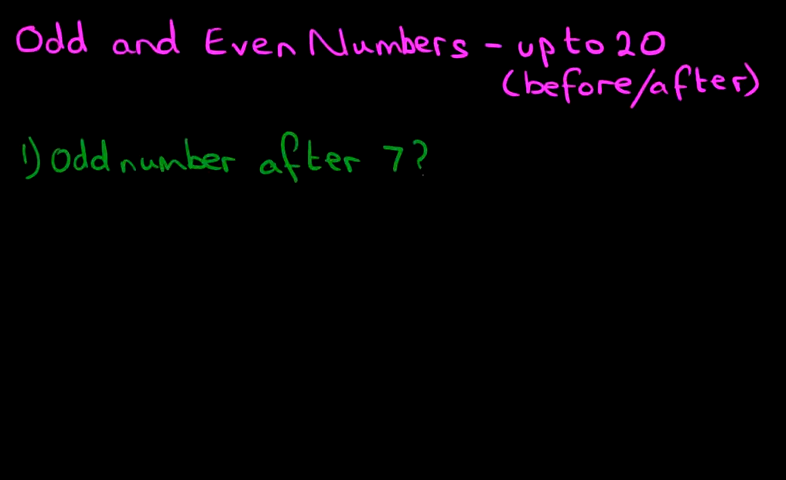 Odd and Even Numbers - up to 20
(before/after)
1) Odd number after 7?